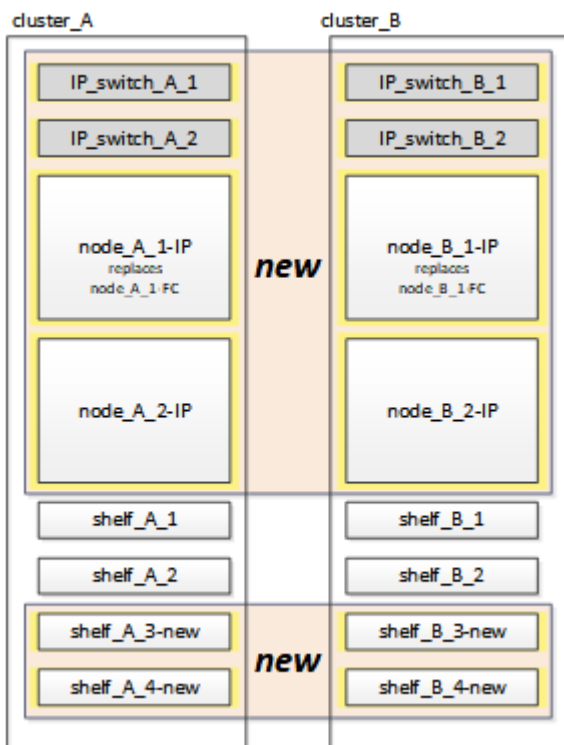 cluster_A
cluster_B
IP_switch_A_1
IP_switch_B_1
IP_switch_A_2
IP_switch_B_2
node_A_1-IP
replaces
node_A_1-FC
new
node_B_1-IP
replaces
node_B_1-FC
node_A_2-IP
node_B_2-IP
shelf_A_1
shelf_B_1
shelf_A_2
shelf_B_2
shelf_A_3-new
shelf_B_3-new
new
shelf_A_4-new
shelf_B_4-new